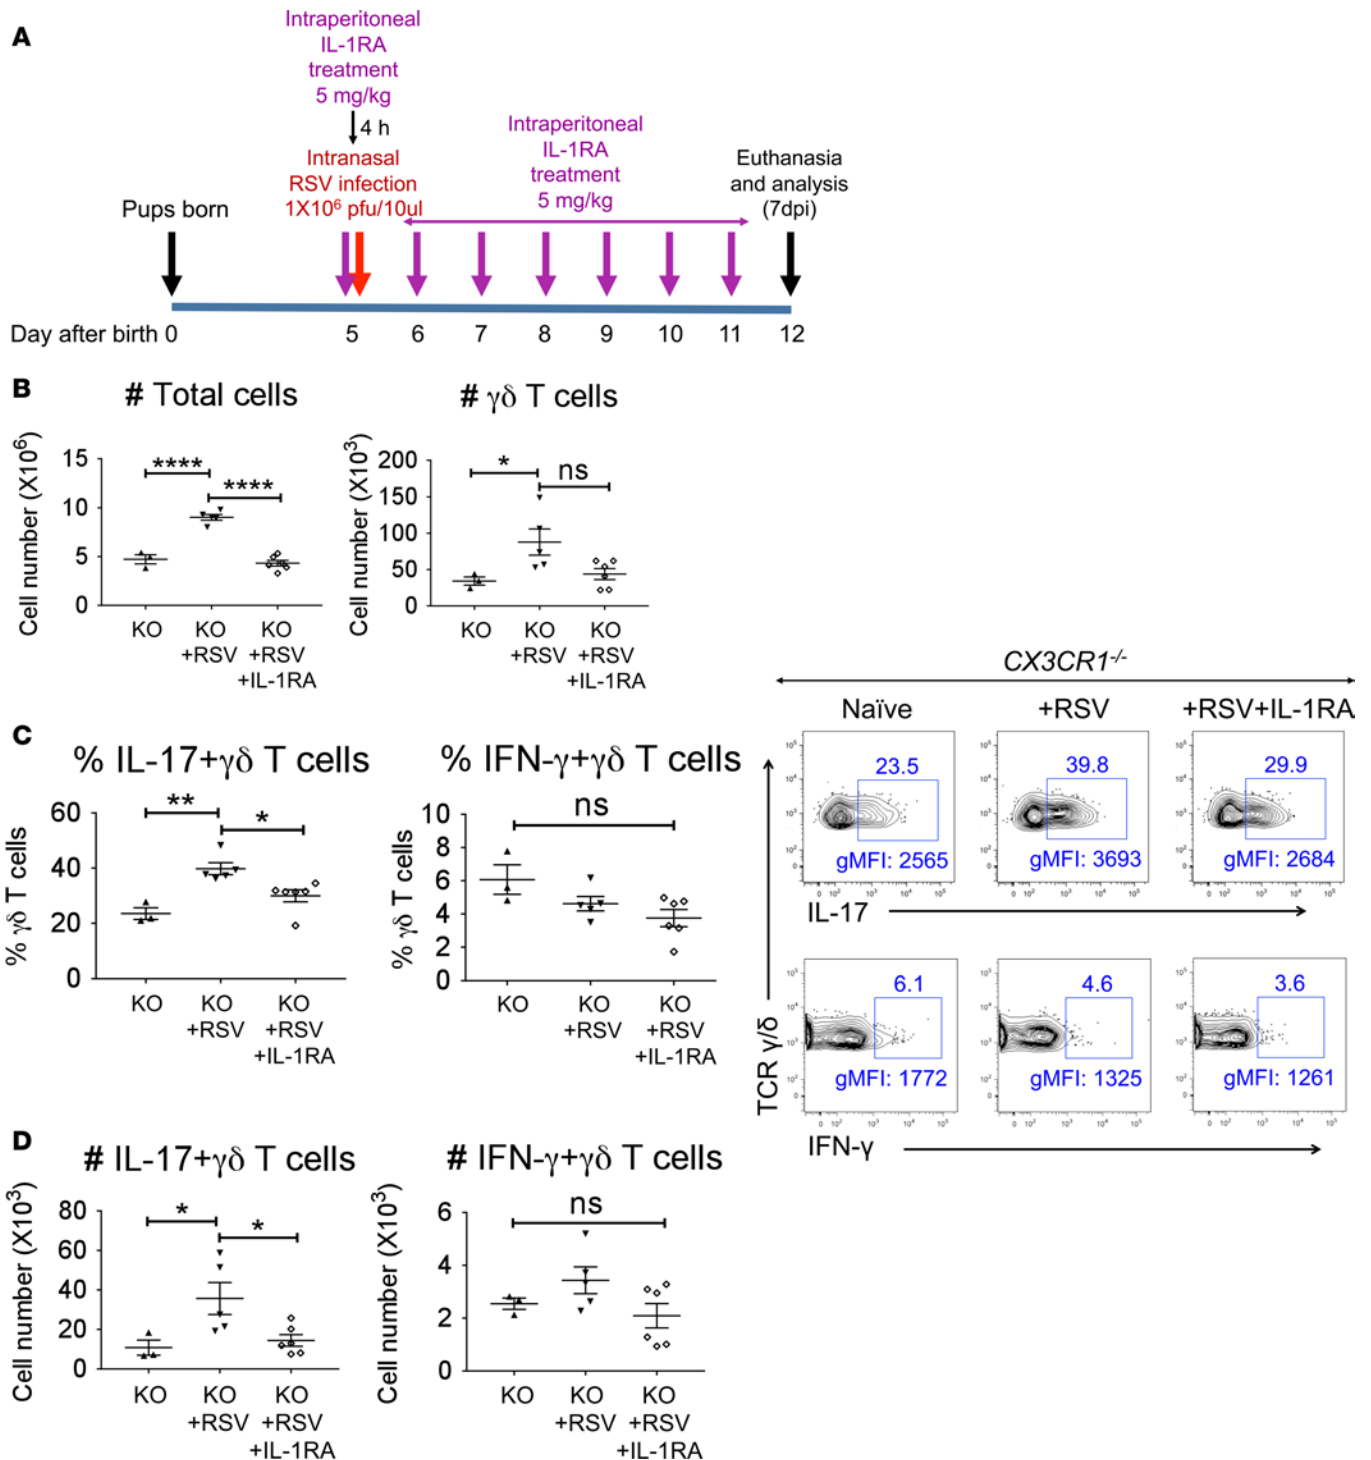 A
Intraperitoneal
IL-1RA
treatment
5 mg/kg
4 h
Intranasal
RSV infection
1X10⁶ pfu/10ul
Intraperitoneal
IL-1RA
treatment
5 mg/kg
Euthanasia
and analysis
(7dpi)
Pups born
Day after birth 0 5 6 7 8 9 10 11 12
B
# Total cells
Cell number (X10⁶)
15
10
5
0
****
****
KO
KO
+RSV
KO
+RSV
+IL-1RA
# γδ T cells
Cell number (X10³)
200
150
100
50
0
*
ns
KO
KO
+RSV
KO
+RSV
+IL-1RA
C
% IL-17+γδ T cells
% γδ T cells
60
40
20
0
**
*
KO
KO
+RSV
KO
+RSV
+IL-1RA
% IFN-γ+γδ T cells
% γδ T cells
10
8
6
4
2
0
ns
KO
KO
+RSV
KO
+RSV
+IL-1RA
CX3CR1⁻/⁻
Naïve +RSV +RSV+IL-1RA
23.5
gMFI: 2565
39.8
gMFI: 3693
29.9
gMFI: 2684
IL-17
TCR γ/δ
6.1
gMFI: 1772
4.6
gMFI: 1325
3.6
gMFI: 1261
IFN-γ
D
# IL-17+γδ T cells
Cell number (X10³)
80
60
40
20
0
*
*
KO
KO
+RSV
KO
+RSV
+IL-1RA
# IFN-γ+γδ T cells
Cell number (X10³)
6
4
2
0
ns
KO
KO
+RSV
KO
+RSV
+IL-1RA